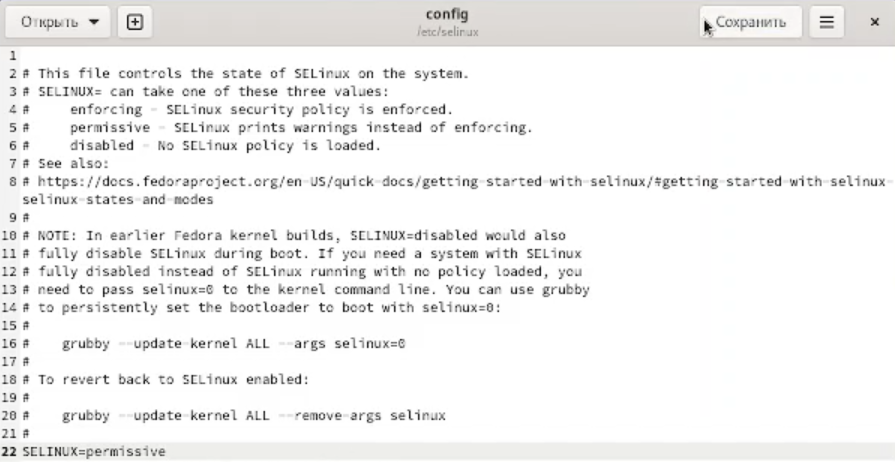 Открыть
config
/etc/selinux
Сохранить
1
2 # This file controls the state of SELinux on the system.
3 # SELINUX= can take one of these three values:
4 #     enforcing - SELinux security policy is enforced.
5 #     permissive - SELinux prints warnings instead of enforcing.
6 #     disabled - No SELinux policy is loaded.
7 # See also:
8 # https://docs.fedoraproject.org/en-US/quick-docs/getting-started-with-selinux/#getting-started-with-selinux-
selinux-states-and-modes
9 #
10 # NOTE: In earlier Fedora kernel builds, SELINUX=disabled would also
11 # fully disable SELinux during boot. If you need a system with SELinux
12 # fully disabled instead of SELinux running with no policy loaded, you
13 # need to pass selinux=0 to the kernel command line. You can use grubby
14 # to persistently set the bootloader to boot with selinux=0:
15 #
16 #    grubby --update-kernel ALL --args selinux=0
17 #
18 # To revert back to SELinux enabled:
19 #
20 #    grubby --update-kernel ALL --remove-args selinux
21 #
22 SELINUX=permissive